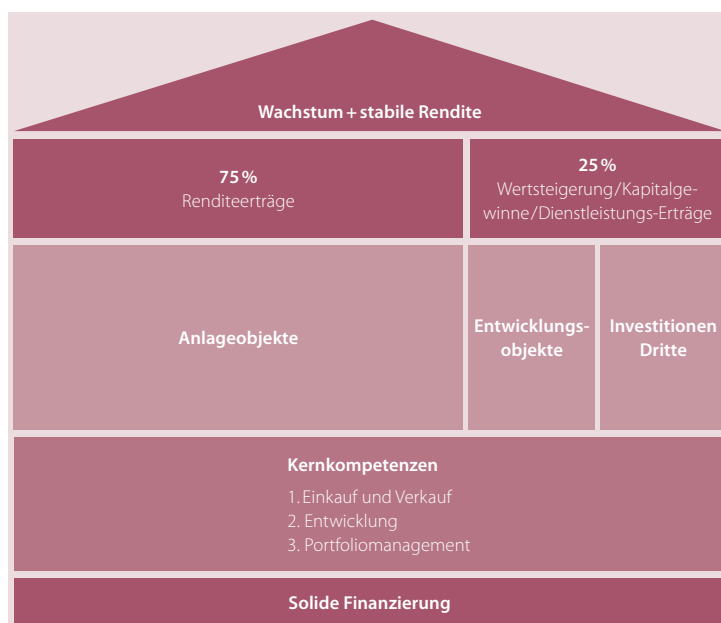 Wachstum + stabile Rendite
75 %
Renditeerträge
25 %
Wertsteigerung/Kapitalge-
winne/Dienstleistungs-Erträge
Anlageobjekte
Entwicklungs-
objekte
Investitionen
Dritte
Kernkompetenzen
1. Einkauf und Verkauf
2. Entwicklung
3. Portfoliomanagement
Solide Finanzierung